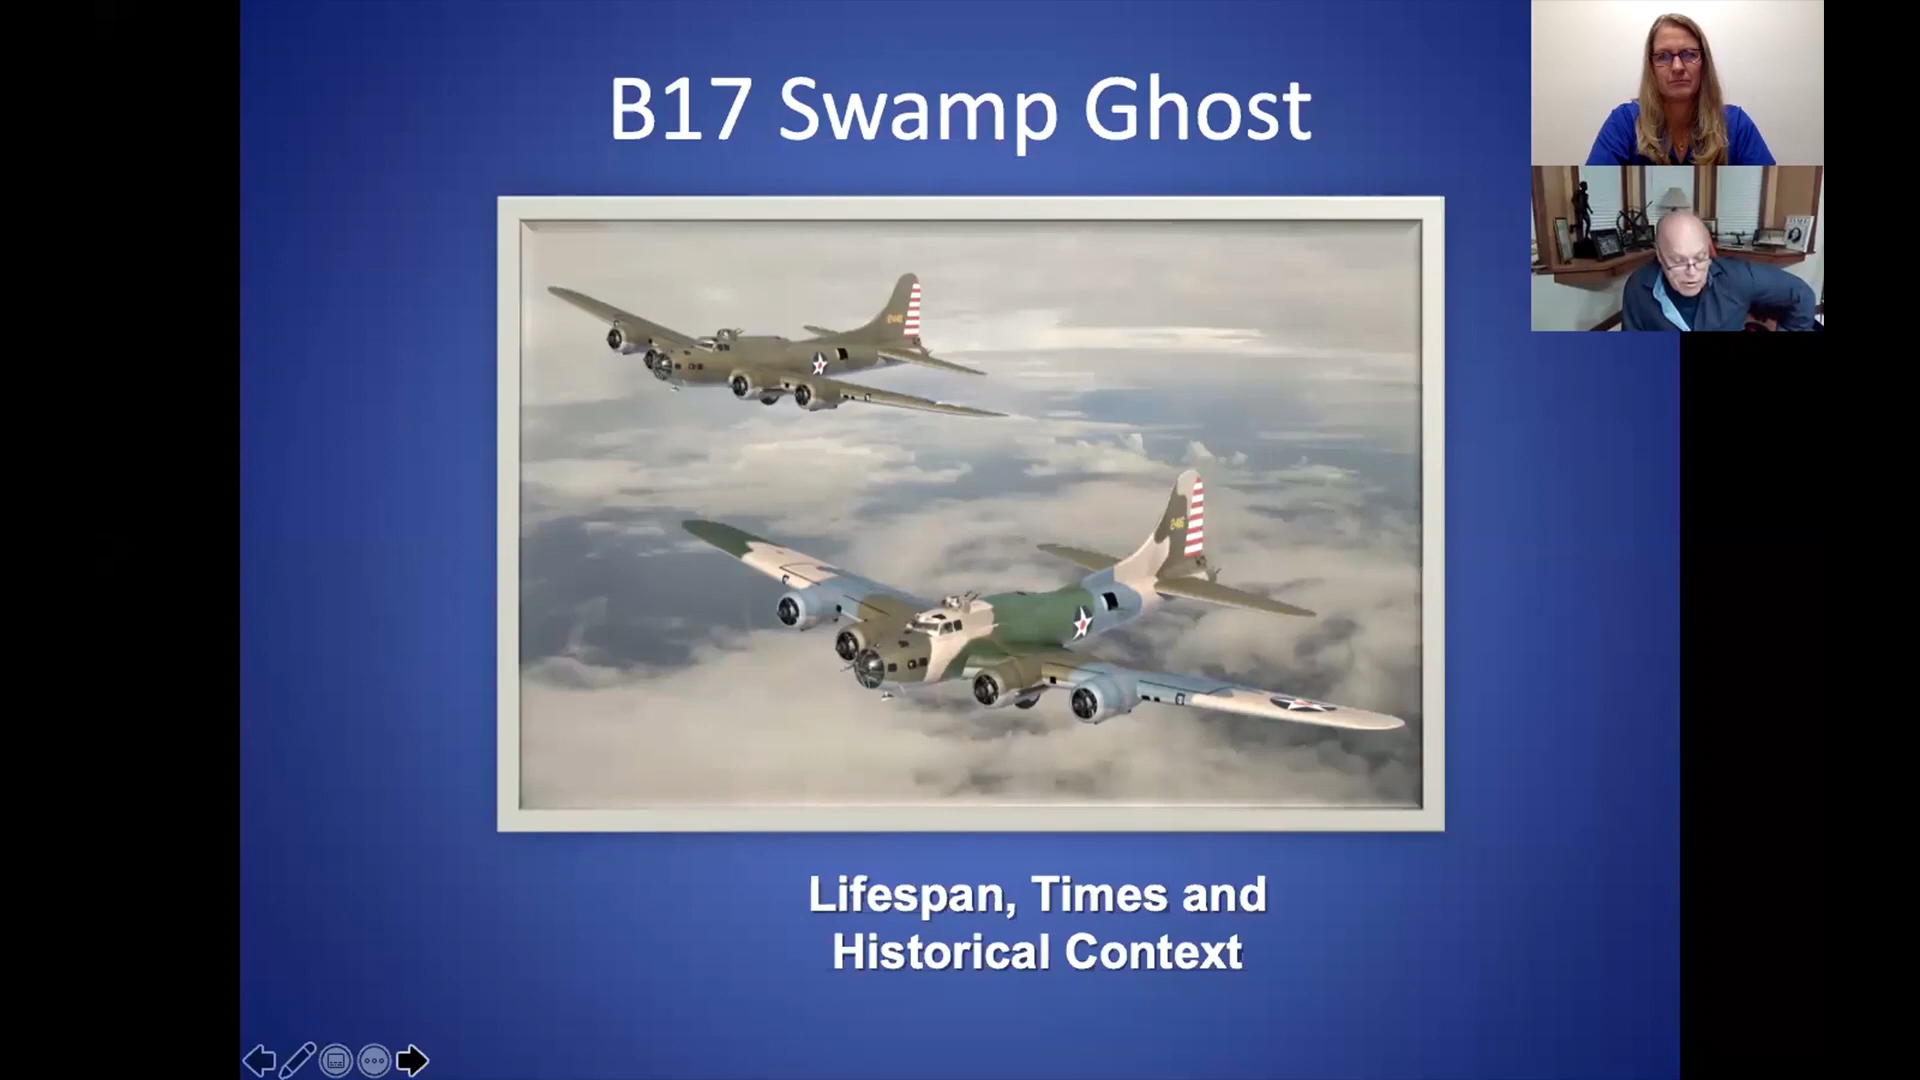 B17 Swamp Ghost
Lifespan, Times and
Historical Context